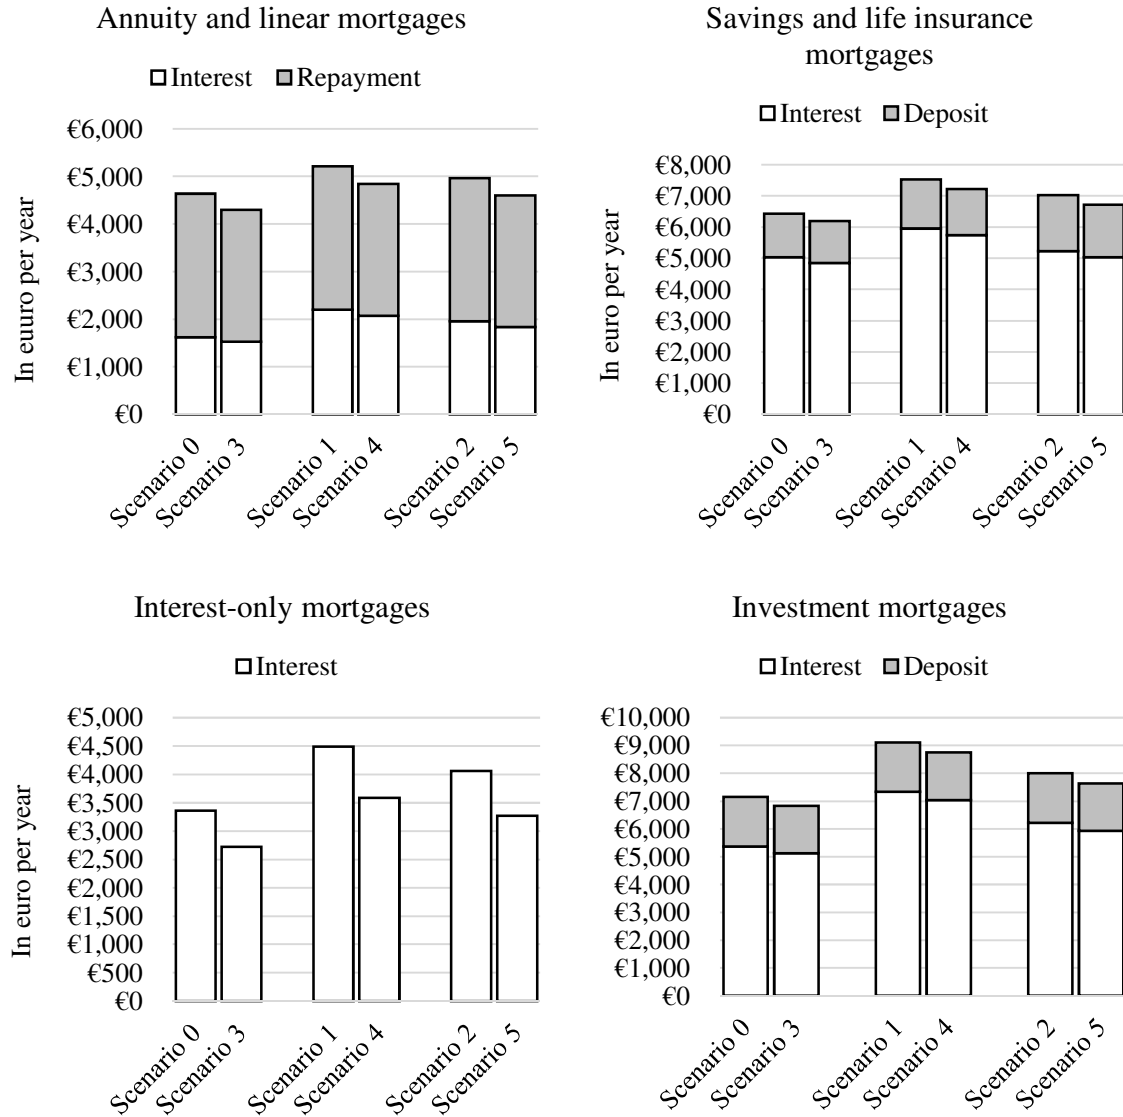 Annuity and linear mortgages
Interest Repayment
€6,000
€5,000
€4,000
€3,000
€2,000
€1,000
€0
In euuro per year
Scenario 0
Scenario 3
Scenario 1
Scenario 4
Scenario 2
Scenario 5
Savings and life insurance
mortgages
Interest Deposit
€8,000
€7,000
€6,000
€5,000
€4,000
€3,000
€2,000
€1,000
€0
In euro per year
Scenario 0
Scenario 3
Scenario 1
Scenario 4
Scenario 2
Scenario 5
Interest-only mortgages
Interest
€5,000
€4,500
€4,000
€3,500
€3,000
€2,500
€2,000
€1,500
€1,000
€500
€0
In euro per year
Scenario 0
Scenario 3
Scenario 1
Scenario 4
Scenario 2
Scenario 5
Investment mortgages
Interest Deposit
€10,000
€9,000
€8,000
€7,000
€6,000
€5,000
€4,000
€3,000
€2,000
€1,000
€0
Scenario 0
Scenario 3
Scenario 1
Scenario 4
Scenario 2
Scenario 5